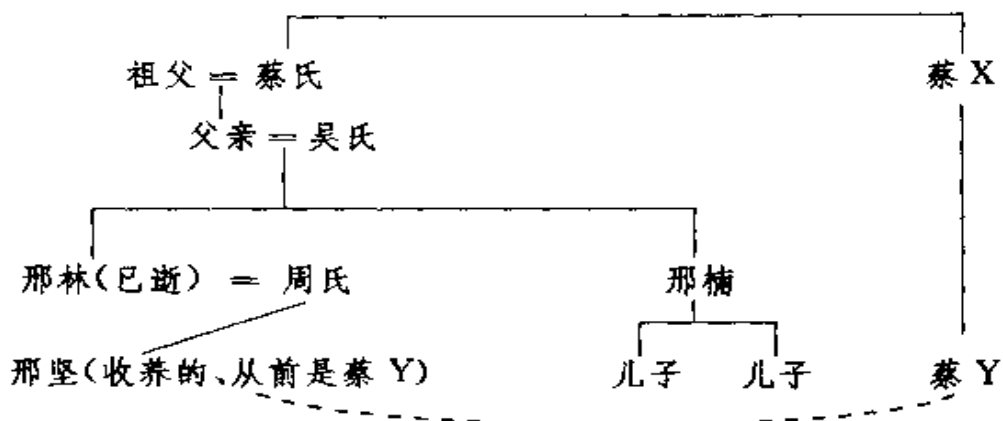 祖父 = 蔡氏 蔡 X
父亲 = 吴氏
邢林(已逝) = 周氏 邢楠
邢坚(收养的、从前是蔡 Y) 儿子 儿子 蔡 Y